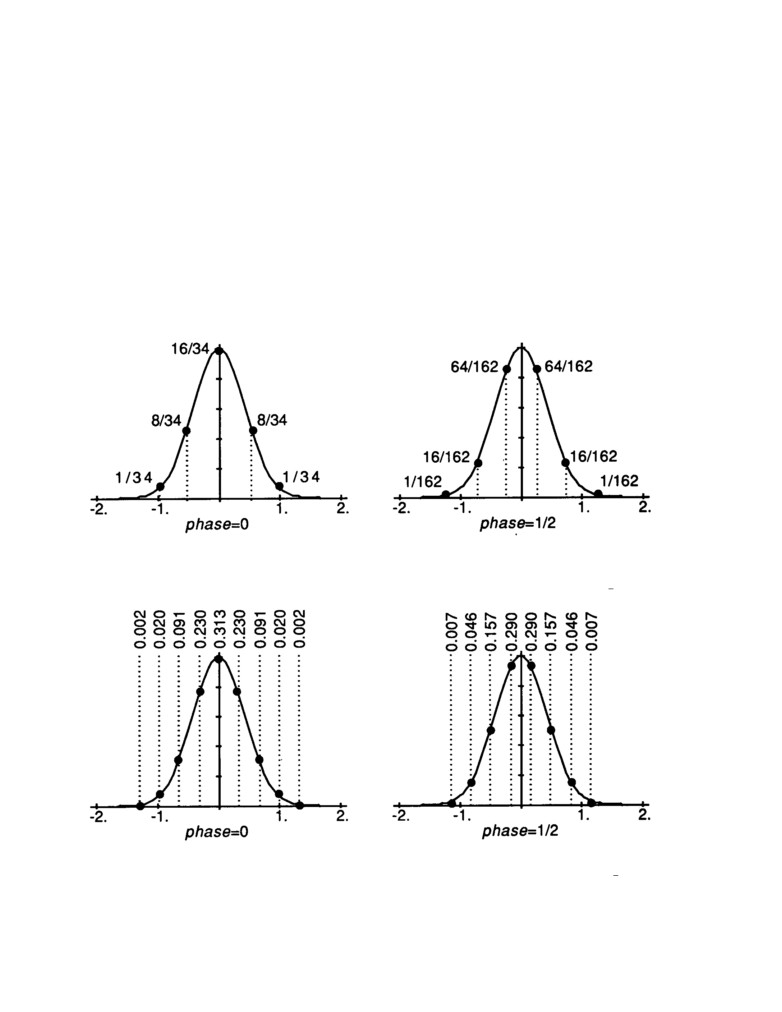 16/34
8/34 8/34
1/34 1/34
-2. -1. 1. 2.
phase=0
64/162 64/162
16/162 16/162
1/162 1/162
-2. -1. 1. 2.
phase=1/2
0.002 0.020 0.091 0.230 0.313 0.230 0.091 0.020 0.002
-2. -1. 1. 2.
phase=0
0.007 0.046 0.157 0.290 0.290 0.157 0.046 0.007
-2. -1. 1. 2.
phase=1/2